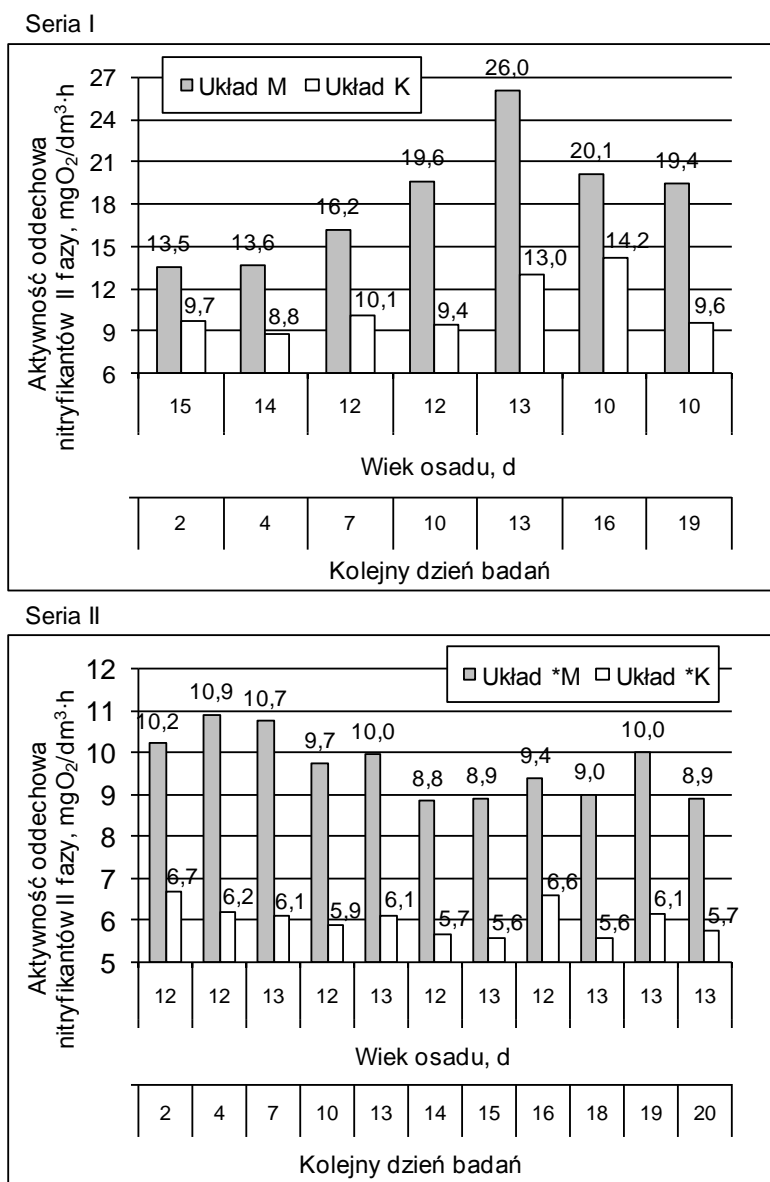 Seria I
Układ M Układ K
27
24
21
18
15
12
9
6
Aktywność oddechowa
nitryfikantów II fazy, mgO₂/dm³·h
13,5 13,6 16,2 19,6 26,0 20,1 19,4
9,7 8,8 10,1 9,4 13,0 14,2 9,6
15 14 12 12 13 10 10
Wiek osadu, d
2 4 7 10 13 16 19
Kolejny dzień badań
Seria II
Układ *M Układ *K
12
11
10
9
8
7
6
5
Aktywność oddechowa
nitryfikantów II fazy, mgO₂/dm³·h
10,2 10,9 10,7 9,7 10,0 8,8 8,9 9,4 9,0 10,0 8,9
6,7 6,2 6,1 5,9 6,1 5,7 5,6 6,6 5,6 6,1 5,7
12 12 13 12 13 12 13 12 13 13 13
Wiek osadu, d
2 4 7 10 13 14 15 16 18 19 20
Kolejny dzień badań